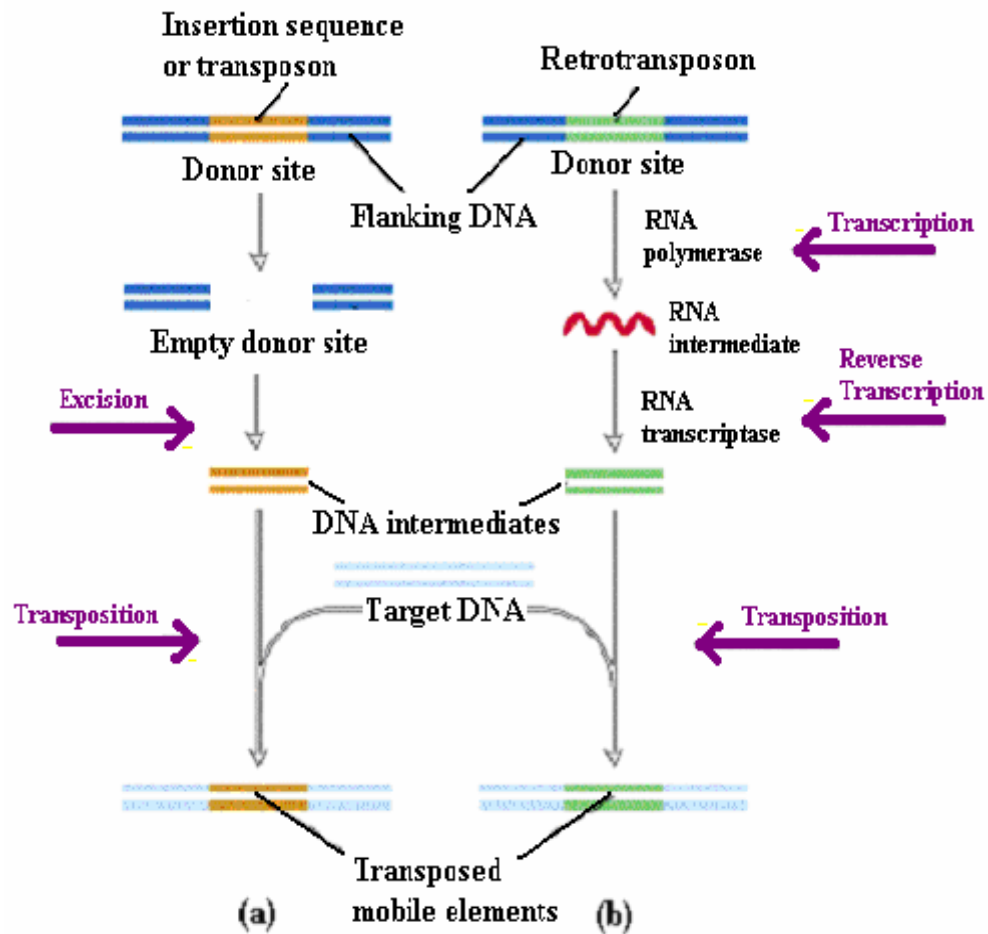 Insertion sequence
or transposon
Retrotransposon
Donor site
Donor site
Flanking DNA
RNA
polymerase
Transcription
Empty donor site
RNA
intermediate
Excision
Reverse
Transcription
RNA
transcriptase
DNA intermediates
Target DNA
Transposition
Transposition
Transposed
mobile elements
(a)
(b)